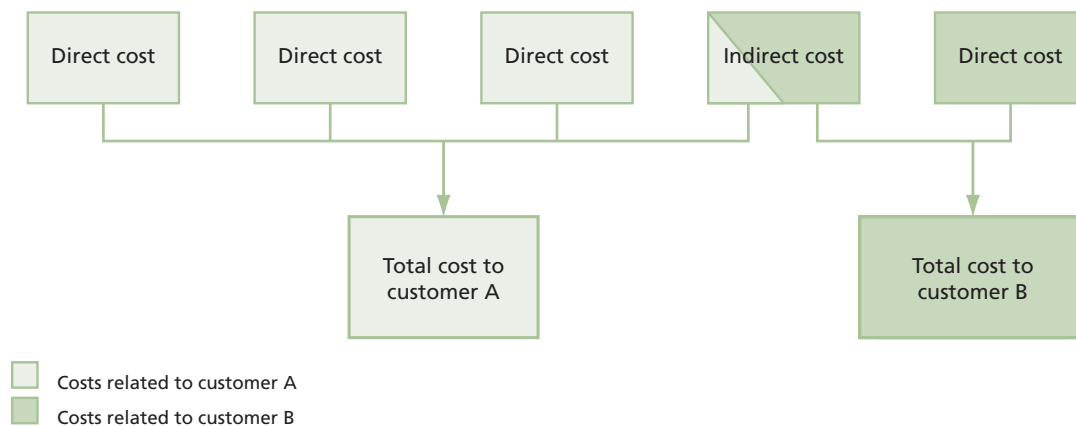 Direct cost
Direct cost
Direct cost
Indirect cost
Direct cost
Total cost to
customer A
Total cost to
customer B
Costs related to customer A
Costs related to customer B